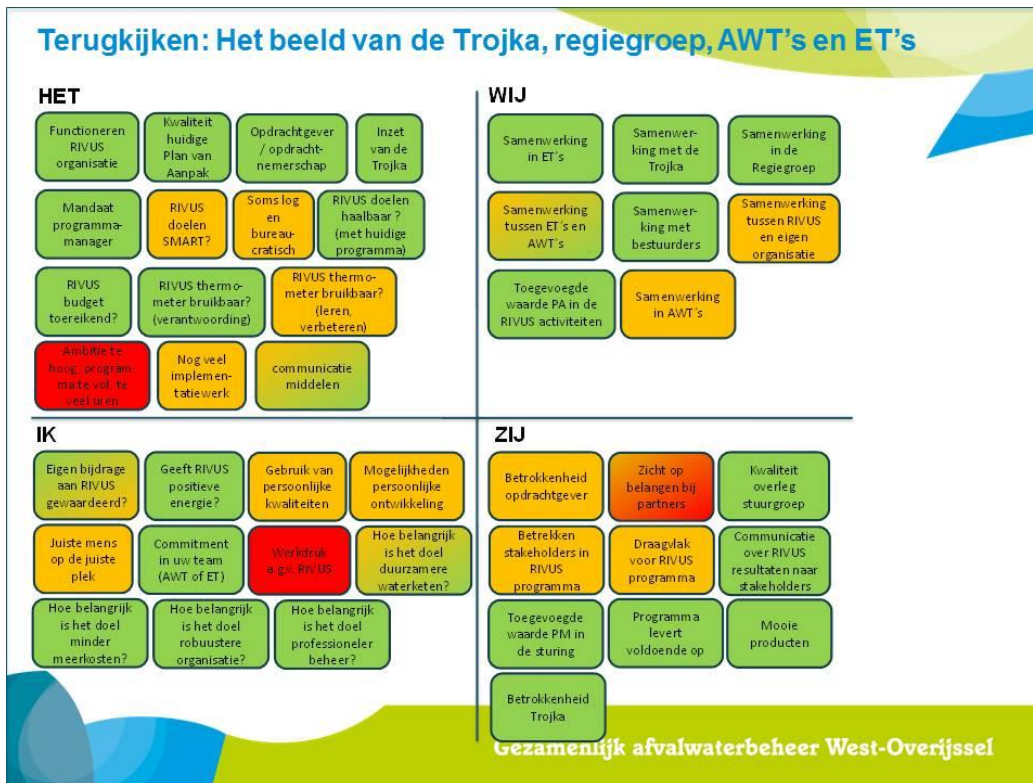 Terugkijken: Het beeld van de Trojka, regiegroep, AWT's en ET's
HET
Functioneren
RIVUS
organisatie
Kwaliteit
huidige
Plan van
Aanpak
Opdrachtgever
/ opdracht-
nemerschap
Inzet
van de
Trojka
Mandaat
programma-
manager
RIVUS
doelen
SMART?
Soms log
en
bureau-
cratisch
RIVUS doelen
haalbaar ?
(met huidige
programma)
RIVUS
budget
toereikend?
RIVUS thermo-
meter bruikbaar?
(verantwoording)
RIVUS thermo-
meter bruikbaar?
(leren,
verbeteren)
Ambitie te
hoog, program-
ma te vol, te
veel uren
Nog veel
implemen-
tatiewerk
communicatie
middelen
WIJ
Samenwerking
in ET's
Samenwer-
king met de
Trojka
Samenwerking
in de
Regiegroep
Samenwerking
tussen ET's en
AWT's
Samenwer-
king met
bestuurders
Samenwerking
tussen RIVUS
en eigen
organisatie
Toegevoegde
waarde PA in de
RIVUS activiteiten
Samenwerking
in AWT's
IK
Eigen bijdrage
aan RIVUS
gewaardeerd?
Geeft RIVUS
positieve
energie?
Gebruik van
persoonlijke
kwaliteiten
Mogelijkheden
persoonlijke
ontwikkeling
Juiste mens
op de juiste
plek
Commitment
in uw team
(AWT of ET)
Werkdruk
a.g.v. RIVUS
Hoe belangrijk
is het doel
duurzamere
waterketen?
Hoe belangrijk
is het doel
minder
meerkosten?
Hoe belangrijk
is het doel
robuustere
organisatie?
Hoe belangrijk
is het doel
professioneler
beheer?
ZIJ
Betrokkenheid
opdrachtgever
Zicht op
belangen bij
partners
Kwaliteit
overleg
stuurgroep
Betrekken
stakeholders in
RIVUS
programma
Draagvlak
voor RIVUS
programma
Communicatie
over RIVUS
resultaten naar
stakeholders
Toegevoegde
waarde PM in
de sturing
Programma
levert
voldoende op
Mooie
producten
Betrokkenheid
Trojka
Gezamenlijk afvalwaterbeheer West-Overijssel